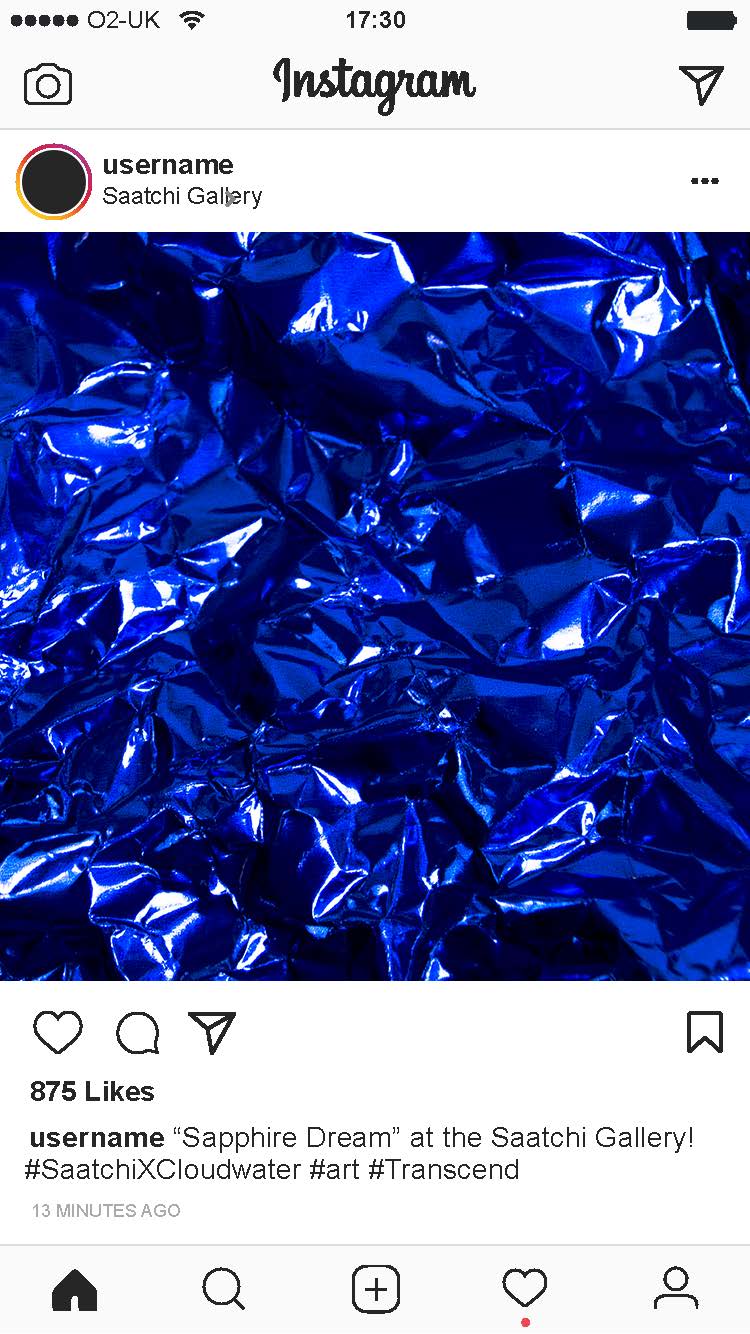 O2-UK 17:30
Instagram
username
Saatchi Gallery
875 Likes
username “Sapphire Dream” at the Saatchi Gallery!
#SaatchiXCloudwater #art #Transcend
13 MINUTES AGO